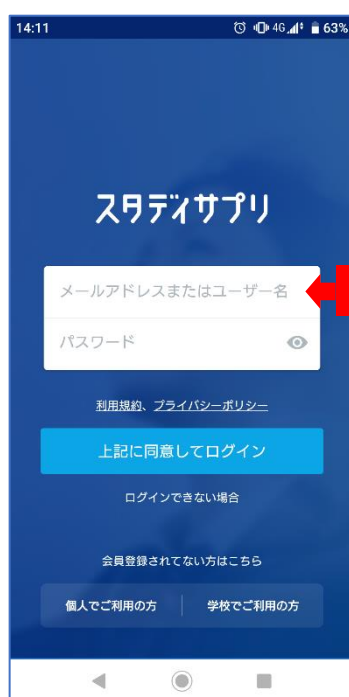 14:11 4G 63%
スタディサプリ
メールアドレスまたはユーザー名
パスワード
利用規約、プライバシーポリシー
上記に同意してログイン
ログインできない場合
会員登録されてない方はこちら
個人でご利用の方 学校でご利用の方